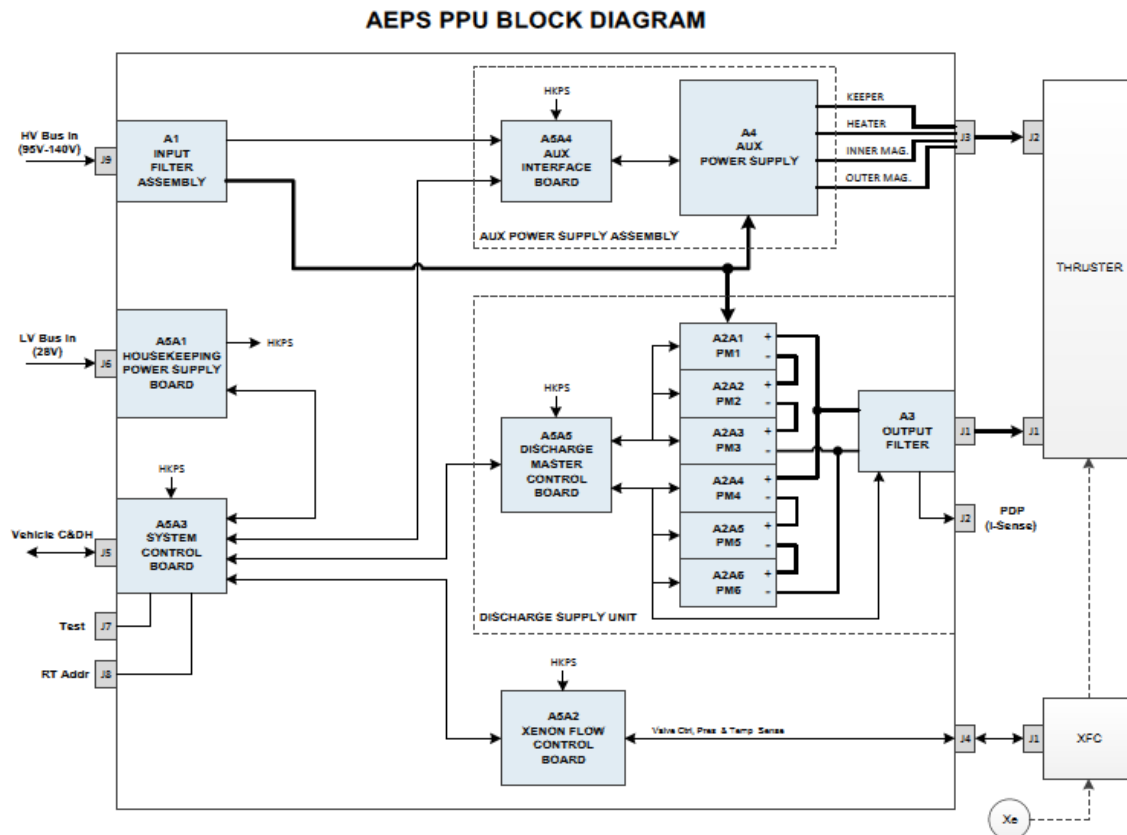 AEPS PPU BLOCK DIAGRAM
HV Bus In
(95V-140V)
J9
A1
INPUT
FILTER
ASSEMBLY
HKPS
A5A4
AUX
INTERFACE
BOARD
A4
AUX
POWER SUPPLY
KEEPER
HEATER
INNER MAG.
OUTER MAG.
J3
J2
AUX POWER SUPPLY ASSEMBLY
THRUSTER
LV Bus In
(28V)
J6
A5A1
HOUSEKEEPING
POWER SUPPLY
BOARD
HKPS
HKPS
A5A5
DISCHARGE
MASTER
CONTROL
BOARD
A2A1
PM1
+
-
A2A2
PM2
+
-
A2A3
PM3
+
-
A2A4
PM4
+
-
A2A5
PM5
+
-
A2A6
PM6
+
-
A3
OUTPUT
FILTER
J1
J1
J2
PDP
(I-Sense)
DISCHARGE SUPPLY UNIT
HKPS
Vehicle C&DH
J5
A5A3
SYSTEM
CONTROL
BOARD
Test
J7
RT Addr
J8
HKPS
A5A2
XENON FLOW
CONTROL
BOARD
Valve Ctrl, Pres & Temp Sense
J4
J1
XFC
Xe